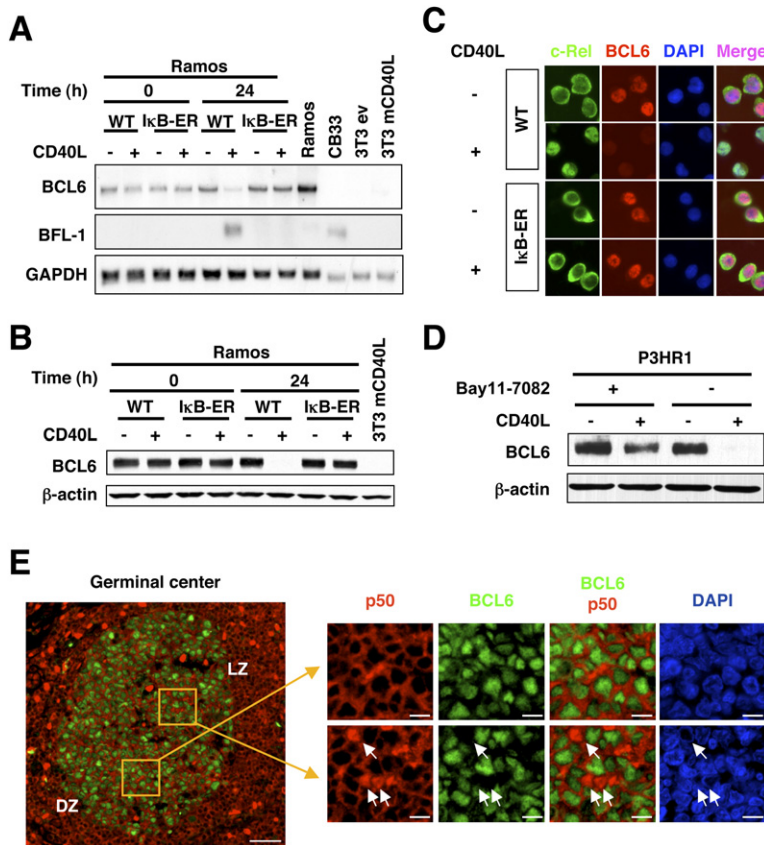 A
Ramos
Time (h) 0 24
WT IκB-ER WT IκB-ER Ramos CB33 3T3 ev 3T3 mCD40L
CD40L - + - + - + - +
BCL6
BFL-1
GAPDH
B
Ramos
Time (h) 0 24
WT IκB-ER WT IκB-ER 3T3 mCD40L
CD40L - + - + - + - +
BCL6
β-actin
C
CD40L c-Rel BCL6 DAPI Merge
- WT
+
- IκB-ER
+
D
P3HR1
Bay11-7082 + -
CD40L - + - +
BCL6
β-actin
E
Germinal center
LZ
DZ
p50 BCL6 BCL6 p50 DAPI